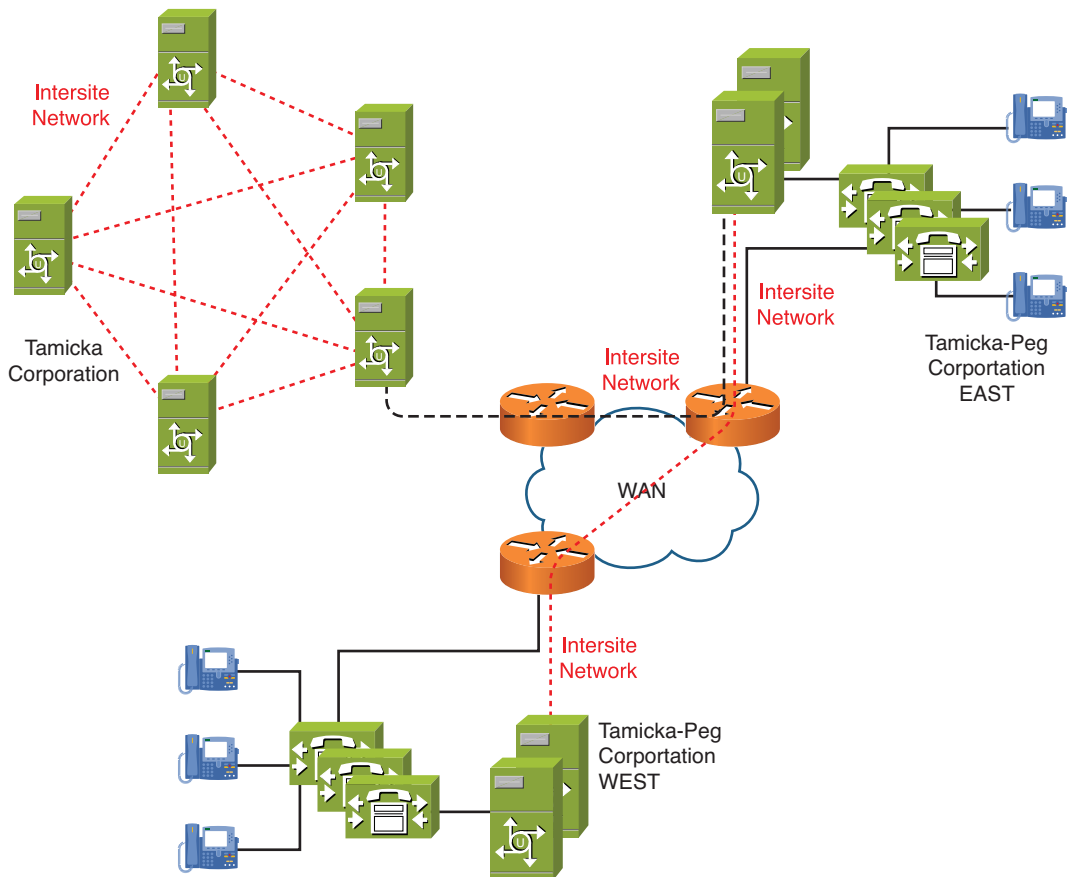 Intersite
Network
Tamicka
Corporation
Intersite
Network
Tamicka-Peg
Corportation
EAST
Intersite
Network
WAN
Intersite
Network
Tamicka-Peg
Corportation
WEST